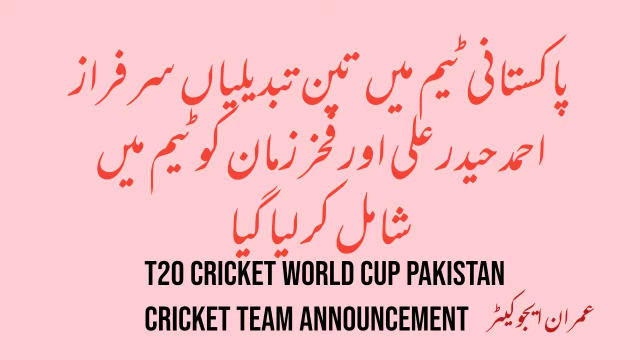 پاکستانی ٹیم میں تین تبدیلیاں سرفراز
احمد حیدر علی اور فخر زمان کو ٹیم میں
شامل کر لیا گیا
T20 CRICKET WORLD CUP PAKISTAN
CRICKET TEAM ANNOUNCEMENT
عمران ایجوکیٹر